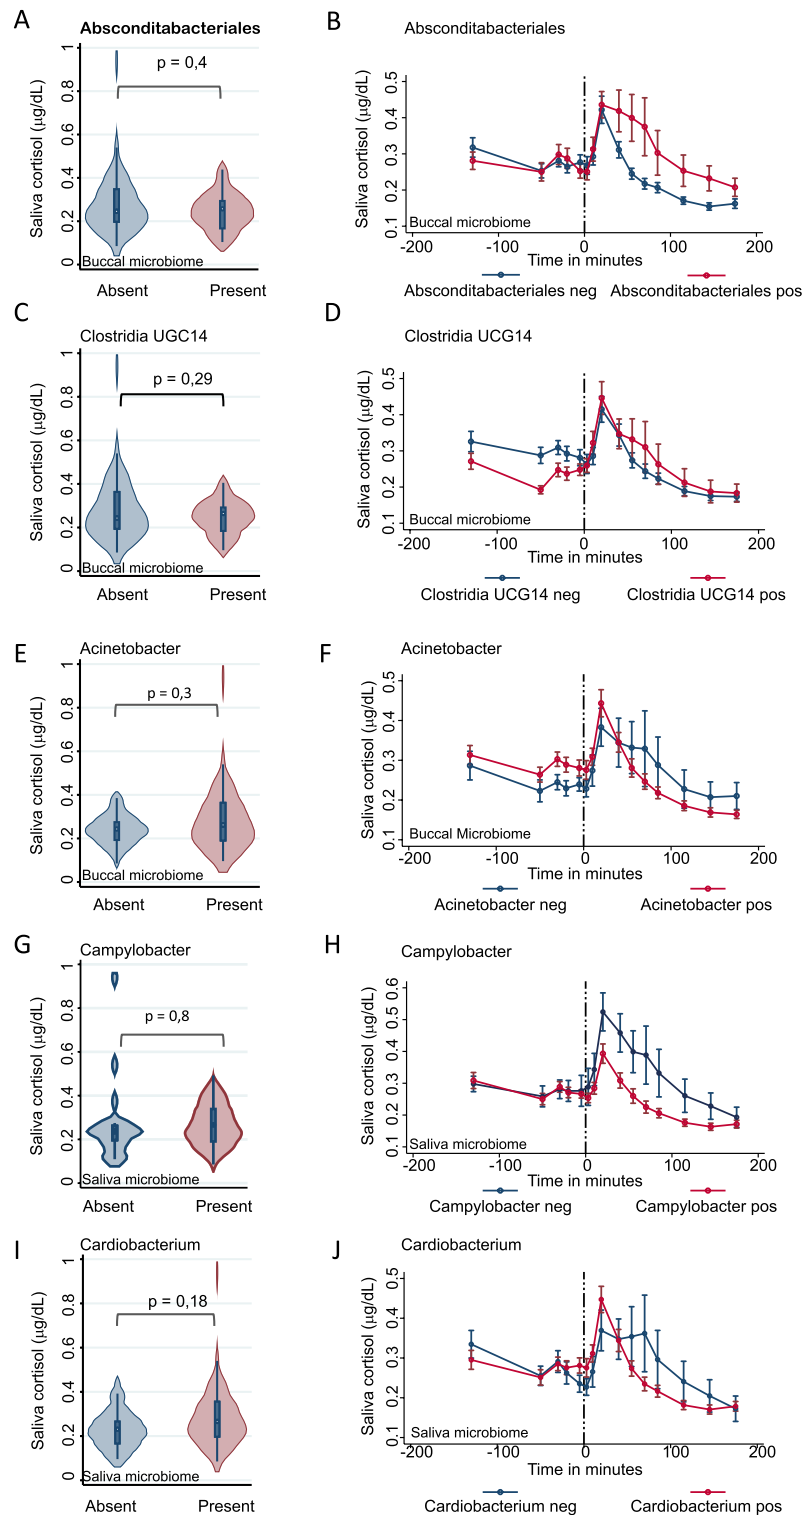 A
Absconditabacteriales
p = 0,4
Saliva cortisol (µg/dL)
1
0.8
0.6
0.4
0.2
0
Buccal microbiome
Absent Present
B
Absconditabacteriales
Saliva cortisol (µg/dL)
0.5
0.4
0.3
0.2
0.1
Buccal microbiome
-200 -100 0 100 200
Time in minutes
Absconditabacteriales neg Absconditabacteriales pos
C
Clostridia UGC14
p = 0,29
Saliva cortisol (µg/dL)
1
0.8
0.6
0.4
0.2
0
Buccal microbiome
Absent Present
D
Clostridia UCG14
Saliva cortisol (µg/dL)
0.5
0.4
0.3
0.2
0.1
Buccal microbiome
-200 -100 0 100 200
Time in minutes
Clostridia UCG14 neg Clostridia UCG14 pos
E
Acinetobacter
p = 0,3
Saliva cortisol (µg/dL)
1
0.8
0.6
0.4
0.2
0
Buccal microbiome
Absent Present
F
Acinetobacter
Saliva cortisol (µg/dL)
0.5
0.4
0.3
0.2
0.1
Buccal Microbiome
-200 -100 0 100 200
Time in minutes
Acinetobacter neg Acinetobacter pos
G
Campylobacter
p = 0,8
Saliva cortisol (µg/dL)
1
0.8
0.6
0.4
0.2
0
Saliva microbiome
Absent Present
H
Campylobacter
Saliva cortisol (µg/dL)
0.6
0.5
0.4
0.3
0.2
0.1
Saliva microbiome
-200 -100 0 100 200
Time in minutes
Campylobacter neg Campylobacter pos
I
Cardiobacterium
p = 0,18
Saliva cortisol (µg/dL)
1
0.8
0.6
0.4
0.2
0
Saliva microbiome
Absent Present
J
Cardiobacterium
Saliva cortisol (µg/dL)
0.5
0.4
0.3
0.2
0.1
Saliva microbiome
-200 -100 0 100 200
Time in minutes
Cardiobacterium neg Cardiobacterium pos